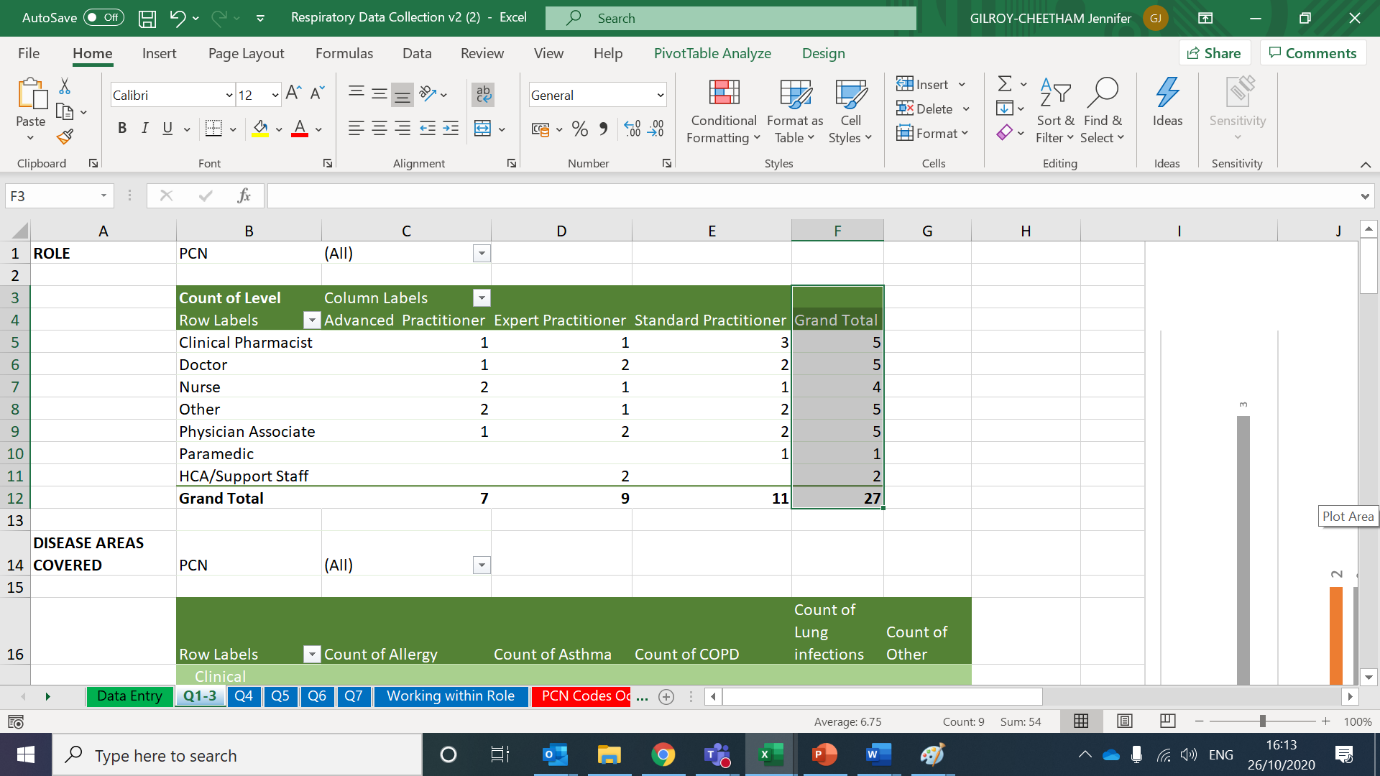 AutoSave Off Respiratory Data Collection v2 (2) - Excel Search GILROY-CHEETHAM Jennifer GJ
File Home Insert Page Layout Formulas Data Review View Help PivotTable Analyze Design Share Comments
Paste Calibri 12 A A General Conditional Formatting Format as Table Cell Styles Insert Delete Format Sort & Filter Find & Select Ideas Sensitivity
B I U A ab % 9 .00 .00
Clipboard Font Alignment Number Styles Cells Editing Ideas Sensitivity
F3 fx
A B C D E F G H I J
1 ROLE PCN (All)
2
3 Count of Level Column Labels
4 Row Labels Advanced Practitioner Expert Practitioner Standard Practitioner Grand Total
5 Clinical Pharmacist 1 1 3 5
6 Doctor 1 2 2 5
7 Nurse 2 1 1 4
8 Other 2 1 2 5
9 Physician Associate 1 2 2 5
10 Paramedic 1 1
11 HCA/Support Staff 2 2
12 Grand Total 7 9 11 27
13
14 DISEASE AREAS COVERED PCN (All)
15
16 Row Labels Count of Allergy Count of Asthma Count of COPD Count of Lung infections Count of Other
Clinical
3
2
Plot Area
Data Entry Q1-3 Q4 Q5 Q6 Q7 Working within Role PCN Codes Oc ...
Average: 6.75 Count: 9 Sum: 54 100%
Type here to search ENG 16:13
26/10/2020